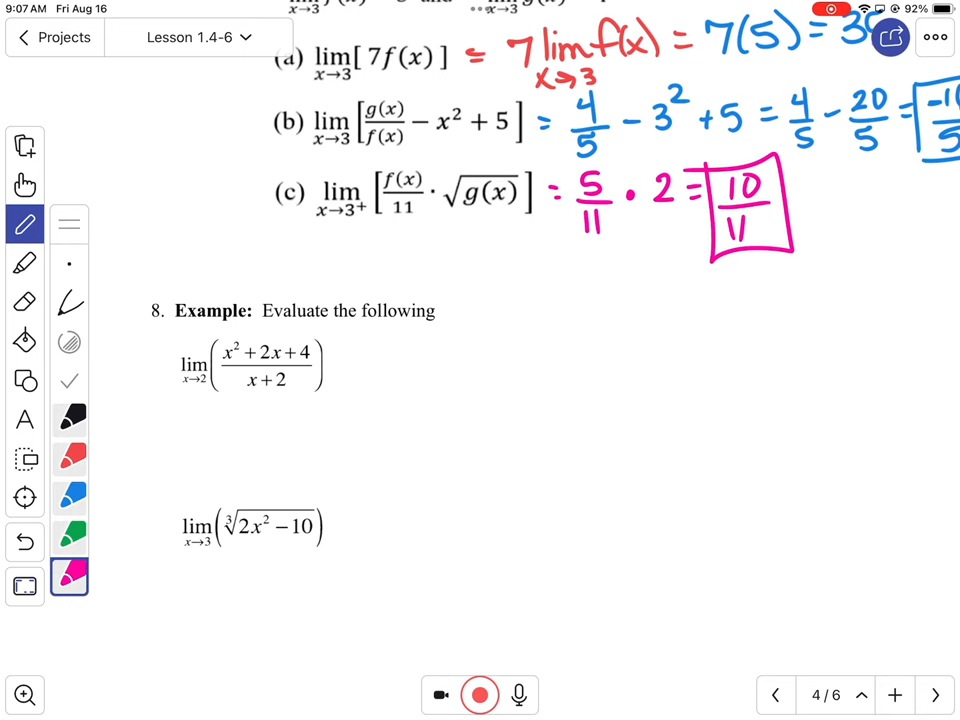 9:07 AM Fri Aug 16 92%
Projects Lesson 1.4-6
x→3 x→3
(a) lim x→3 [ 7f(x) ] = 7 lim x→3 f(x) = 7(5) = 35
(b) lim x→3 [ g(x)/f(x) − x² + 5 ] = 4/5 − 3² + 5 = 4/5 − 20/5 =
(c) lim x→3⁺ [ f(x)/11 · √g(x) ] = 5/11 • 2 = 10/11
8. Example: Evaluate the following
lim x→2 ( (x² + 2x + 4)/(x + 2) )
lim x→3 ( ∛(2x² − 10) )
A
4 / 6